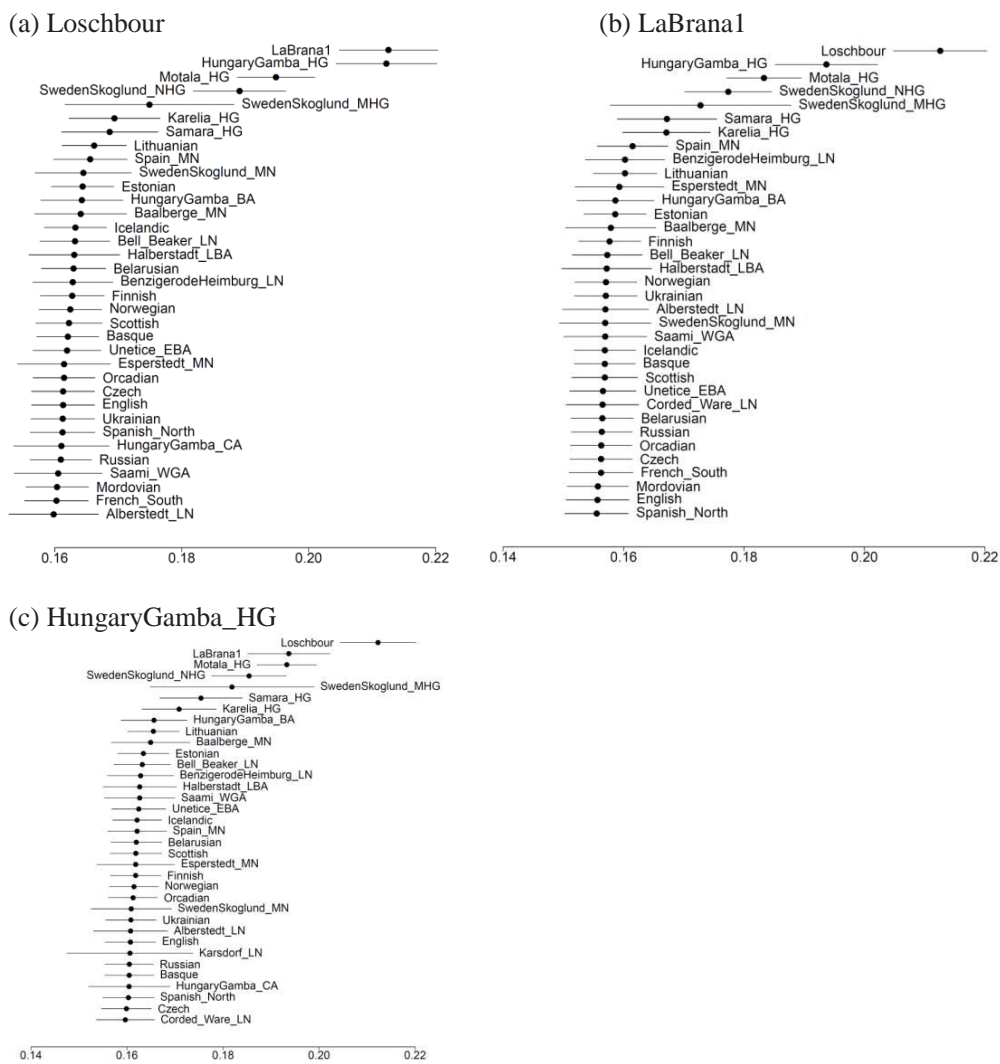 (a) Loschbour
LaBrana1
HungaryGamba_HG
Motala_HG
SwedenSkoglund_NHG
SwedenSkoglund_MHG
Karelia_HG
Samara_HG
Lithuanian
Spain_MN
SwedenSkoglund_MN
Estonian
HungaryGamba_BA
Baalberge_MN
Icelandic
Bell_Beaker_LN
Halberstadt_LBA
Belarusian
BenzigerodeHeimburg_LN
Finnish
Norwegian
Scottish
Basque
Unetice_EBA
Esperstedt_MN
Orcadian
Czech
English
Ukrainian
Spanish_North
HungaryGamba_CA
Russian
Saami_WGA
Mordovian
French_South
Alberstedt_LN
0.16 0.18 0.20 0.22
(b) LaBrana1
Loschbour
HungaryGamba_HG
Motala_HG
SwedenSkoglund_NHG
SwedenSkoglund_MHG
Samara_HG
Karelia_HG
Spain_MN
BenzigerodeHeimburg_LN
Lithuanian
Esperstedt_MN
HungaryGamba_BA
Estonian
Baalberge_MN
Finnish
Bell_Beaker_LN
Halberstadt_LBA
Norwegian
Ukrainian
Alberstedt_LN
SwedenSkoglund_MN
Saami_WGA
Icelandic
Basque
Scottish
Unetice_EBA
Corded_Ware_LN
Belarusian
Russian
Orcadian
Czech
French_South
Mordovian
English
Spanish_North
0.14 0.16 0.18 0.20 0.22
(c) HungaryGamba_HG
Loschbour
LaBrana1
Motala_HG
SwedenSkoglund_NHG
SwedenSkoglund_MHG
Samara_HG
Karelia_HG
HungaryGamba_BA
Lithuanian
Baalberge_MN
Estonian
Bell_Beaker_LN
BenzigerodeHeimburg_LN
Halberstadt_LBA
Saami_WGA
Unetice_EBA
Icelandic
Spain_MN
Belarusian
Scottish
Esperstedt_MN
Finnish
Norwegian
Orcadian
SwedenSkoglund_MN
Ukrainian
Alberstedt_LN
English
Karsdorf_LN
Russian
Basque
HungaryGamba_CA
Spanish_North
Czech
Corded_Ware_LN
0.14 0.16 0.18 0.20 0.22